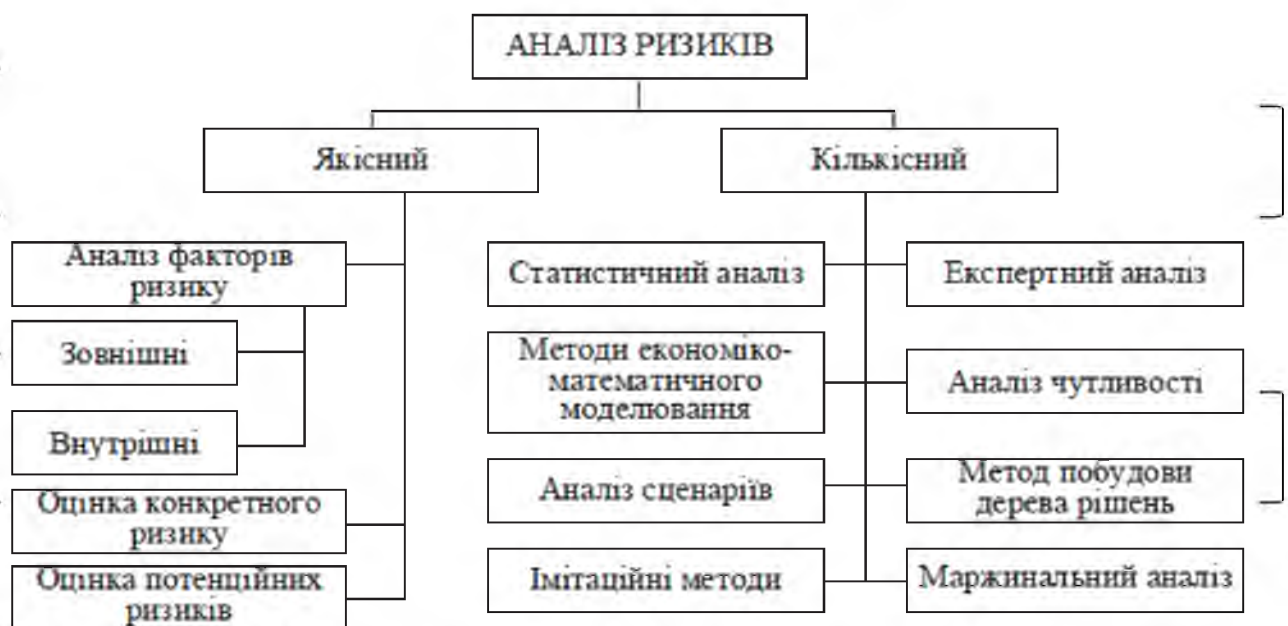 АНАЛІЗ РИЗИКІВ
Якісний
Кількісний
Аналіз факторів
ризику
Зовнішні
Внутрішні
Оцінка конкретного
ризику
Оцінка потенційних
ризиків
Статистичний аналіз
Експертний аналіз
Методи економіко-
математичного
моделювання
Аналіз чутливості
Аналіз сценаріїв
Метод побудови
дерева рішень
Імітаційні методи
Маржинальний аналіз